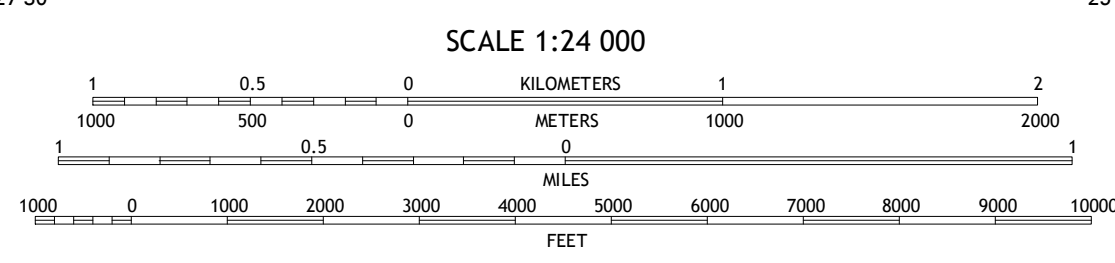 SCALE 1:24 000
1 0.5 0 KILOMETERS 1 2
1000 500 0 METERS 1000 2000
1 0.5 0 1
MILES
1000 0 1000 2000 3000 4000 5000 6000 7000 8000 9000 10000
FEET